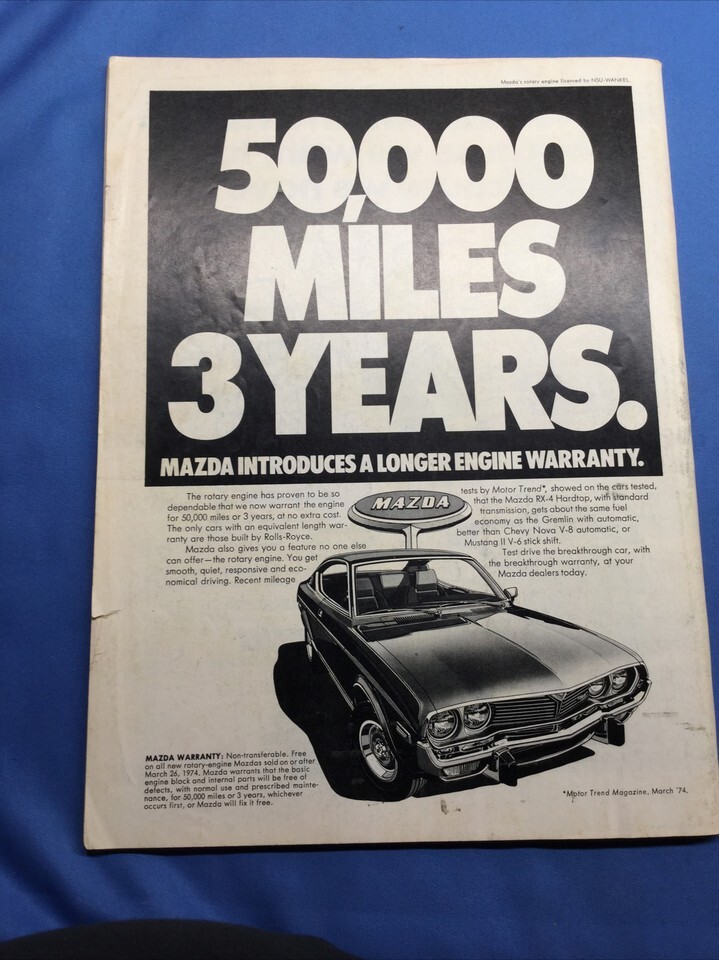 Mazda's rotary engine licensed by NSU-WANKEL.
50,000
MILES
3 YEARS.
MAZDA INTRODUCES A LONGER ENGINE WARRANTY.
The rotary engine has proven to be so
dependable that we now warrant the engine
for 50,000 miles or 3 years, at no extra cost.
The only cars with an equivalent length war-
ranty are those built by Rolls-Royce.
Mazda also gives you a feature no one else
can offer—the rotary engine. You get
smooth, quiet, responsive and eco-
nomical driving. Recent mileage
MAZDA
tests by Motor Trend*, showed on the cars tested,
that the Mazda RX-4 Hardtop, with standard
transmission, gets about the same fuel
economy as the Gremlin with automatic,
better than Chevy Nova V-8 automatic, or
Mustang II V-6 stick shift.
Test drive the breakthrough car, with
the breakthrough warranty, at your
Mazda dealers today.
MAZDA WARRANTY: Non-transferable. Free
on all new rotary-engine Mazdas sold on or after
March 26, 1974. Mazda warrants that the basic
engine block and internal parts will be free of
defects, with normal use and prescribed mainte-
nance, for 50,000 miles or 3 years, whichever
occurs first, or Mazda will fix it free.
*Motor Trend Magazine, March '74.